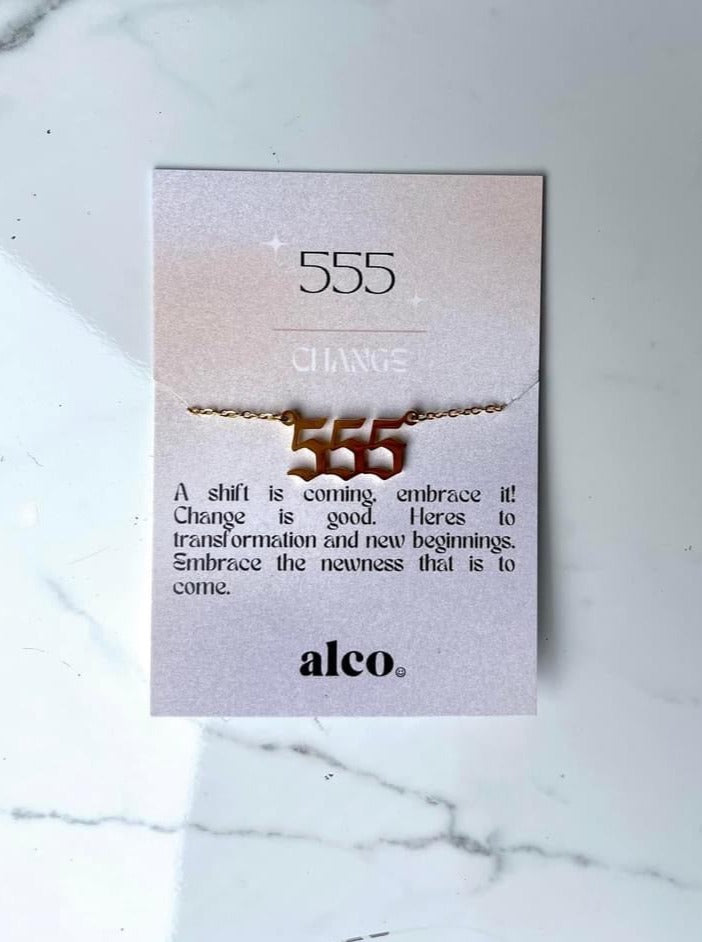 555
CHANGE
555
A shift is coming, embrace it!
Change is good. Heres to
transformation and new beginnings.
Embrace the newness that is to
come.
alco.